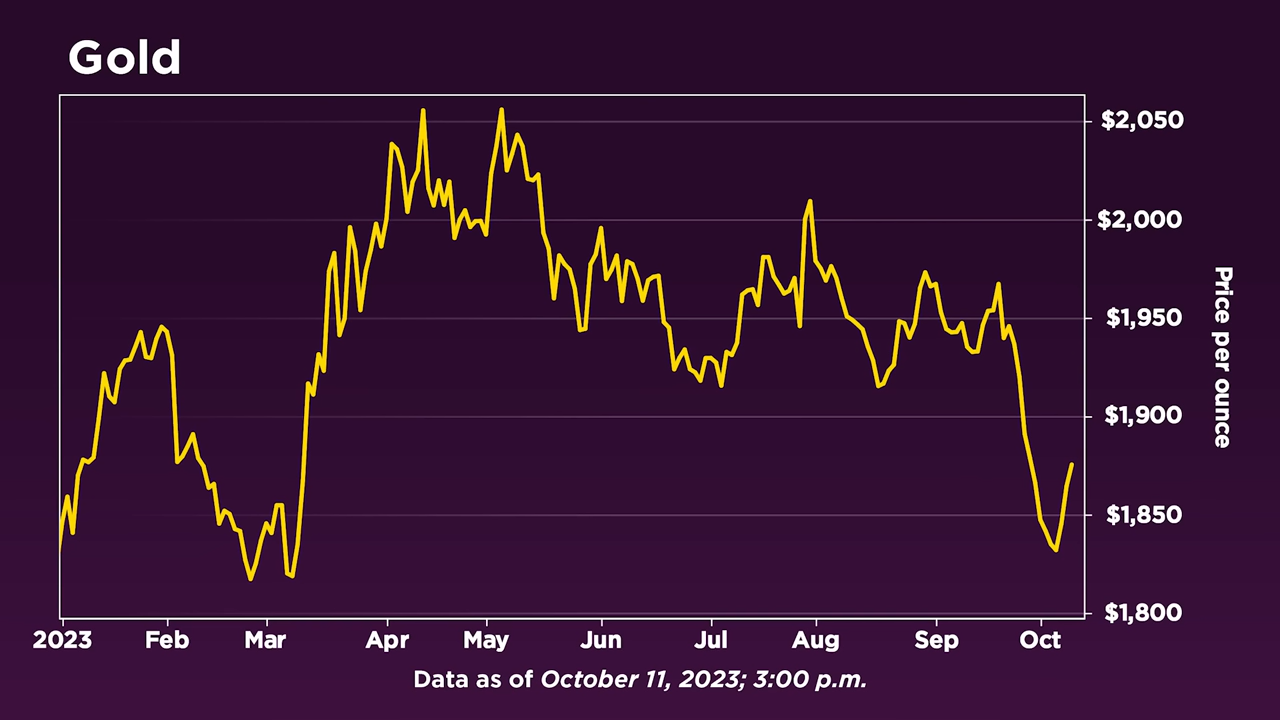 Gold
$2,050
$2,000
$1,950
$1,900
$1,850
$1,800
Price per ounce
2023 Feb Mar Apr May Jun Jul Aug Sep Oct
Data as of October 11, 2023; 3:00 p.m.